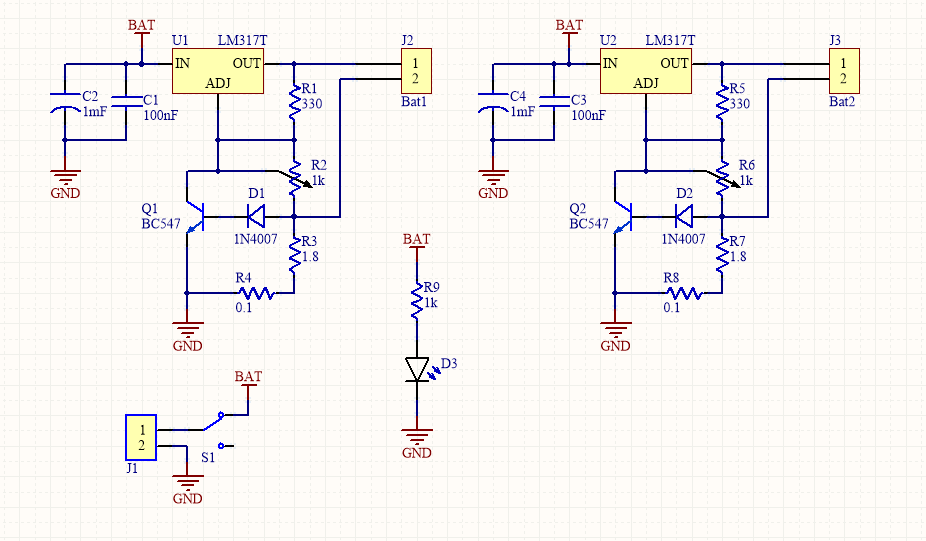 BAT
U1 LM317T
IN OUT
ADJ
J2
1
2
Bat1
C2
1mF
C1
100nF
R1
330
GND
R2
1k
Q1
BC547
D1
1N4007
R3
1.8
R4
0.1
GND
BAT
U2 LM317T
IN OUT
ADJ
J3
1
2
Bat2
C4
1mF
C3
100nF
R5
330
GND
R6
1k
Q2
BC547
D2
1N4007
R7
1.8
R8
0.1
GND
BAT
R9
1k
D3
GND
BAT
1
2
J1
S1
GND